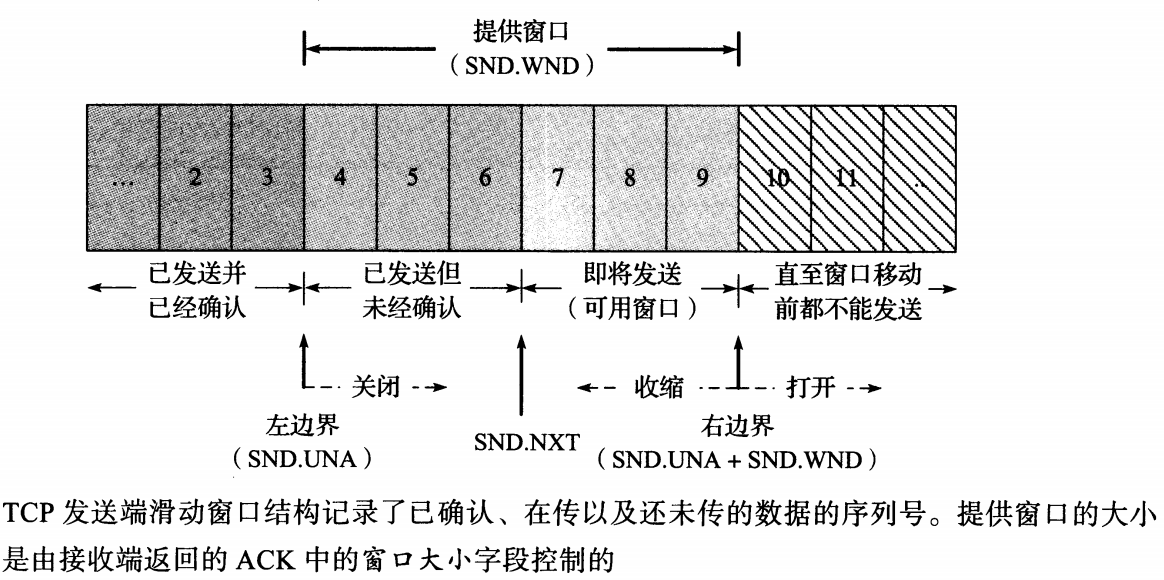 提供窗口
（SND.WND）
... 2 3 4 5 6 7 8 9 10 11 ..
已发送并 已发送但 即将发送 直至窗口移动
已经确认 未经确认 （可用窗口） 前都不能发送
关闭 收缩 打开
左边界 SND.NXT 右边界
（SND.UNA） （SND.UNA + SND.WND）
TCP 发送端滑动窗口结构记录了已确认、在传以及还未传的数据的序列号。提供窗口的大小
是由接收端返回的 ACK 中的窗口大小字段控制的